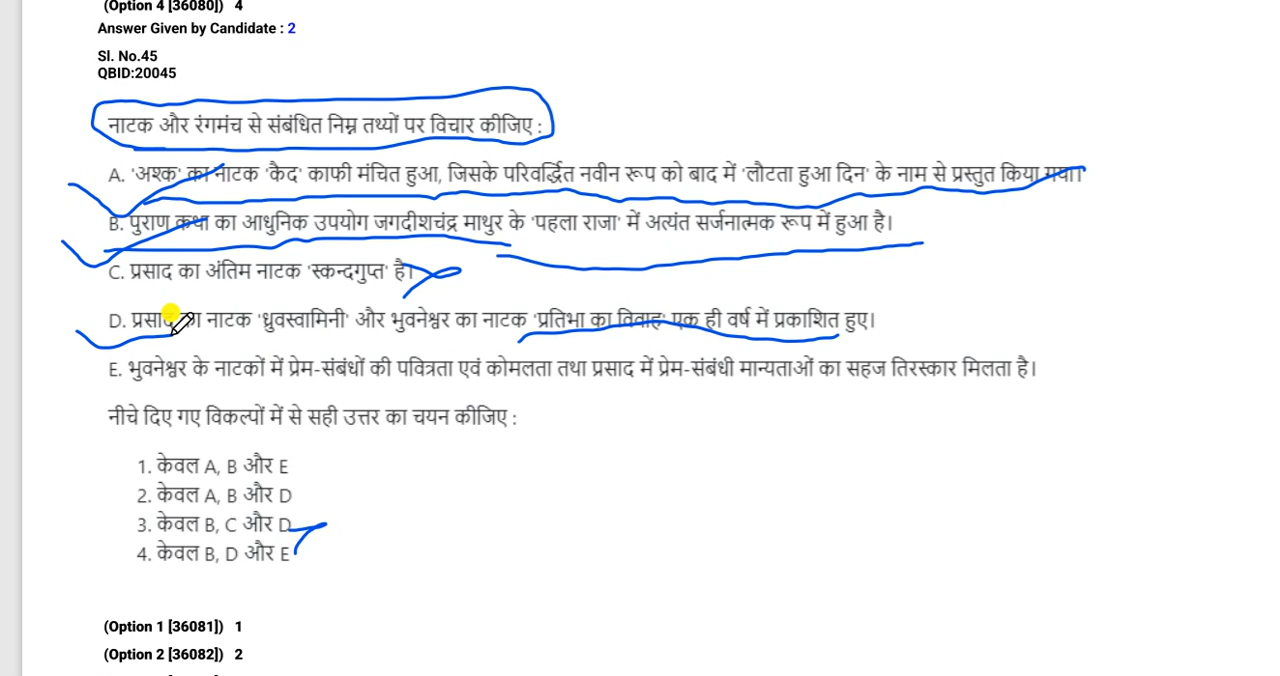 (Option 4 [36080]) 4
Answer Given by Candidate : 2
Sl. No.45
QBID:20045
नाटक और रंगमंच से संबंधित निम्न तथ्यों पर विचार कीजिए :
A. 'अश्क' का नाटक 'कैद' काफी मंचित हुआ, जिसके परिवर्द्धित नवीन रूप को बाद में 'लौटता हुआ दिन' के नाम से प्रस्तुत किया गया।
B. पुराण कथा का आधुनिक उपयोग जगदीशचंद्र माथुर के 'पहला राजा' में अत्यंत सर्जनात्मक रूप में हुआ है।
C. प्रसाद का अंतिम नाटक 'स्कन्दगुप्त' है।
D. प्रसाद का नाटक 'ध्रुवस्वामिनी' और भुवनेश्वर का नाटक 'प्रतिभा का विवाह' एक ही वर्ष में प्रकाशित हुए।
E. भुवनेश्वर के नाटकों में प्रेम-संबंधों की पवित्रता एवं कोमलता तथा प्रसाद में प्रेम-संबंधी मान्यताओं का सहज तिरस्कार मिलता है।
नीचे दिए गए विकल्पों में से सही उत्तर का चयन कीजिए :
1. केवल A, B और E
2. केवल A, B और D
3. केवल B, C और D
4. केवल B, D और E
(Option 1 [36081]) 1
(Option 2 [36082]) 2